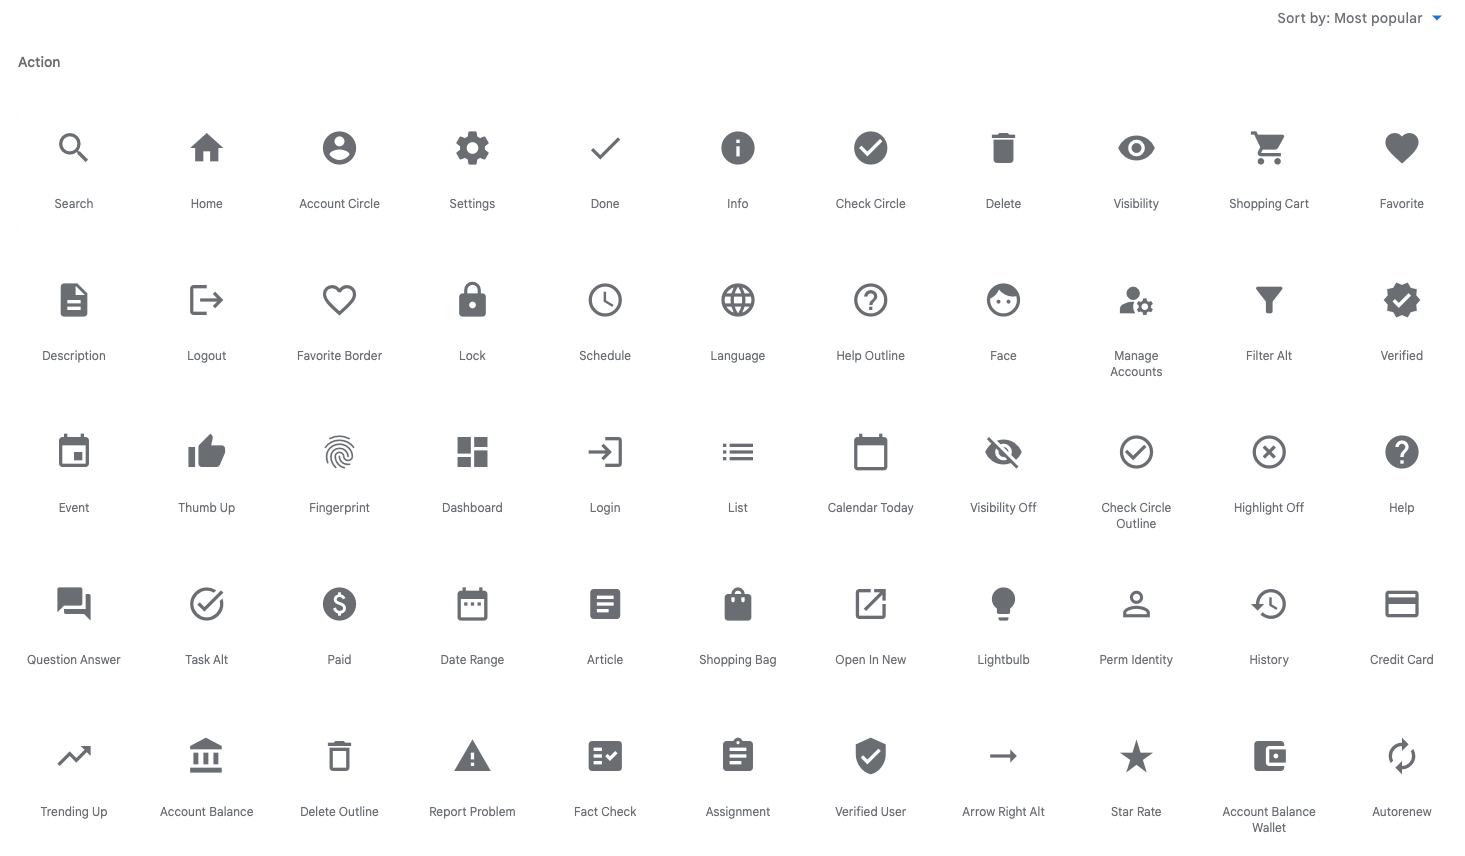 Sort by: Most popular
Action
Search
Home
Account Circle
Settings
Done
Info
Check Circle
Delete
Visibility
Shopping Cart
Favorite
Description
Logout
Favorite Border
Lock
Schedule
Language
Help Outline
Face
Manage
Accounts
Filter Alt
Verified
Event
Thumb Up
Fingerprint
Dashboard
Login
List
Calendar Today
Visibility Off
Check Circle
Outline
Highlight Off
Help
Question Answer
Task Alt
Paid
Date Range
Article
Shopping Bag
Open In New
Lightbulb
Perm Identity
History
Credit Card
Trending Up
Account Balance
Delete Outline
Report Problem
Fact Check
Assignment
Verified User
Arrow Right Alt
Star Rate
Account Balance
Wallet
Autorenew